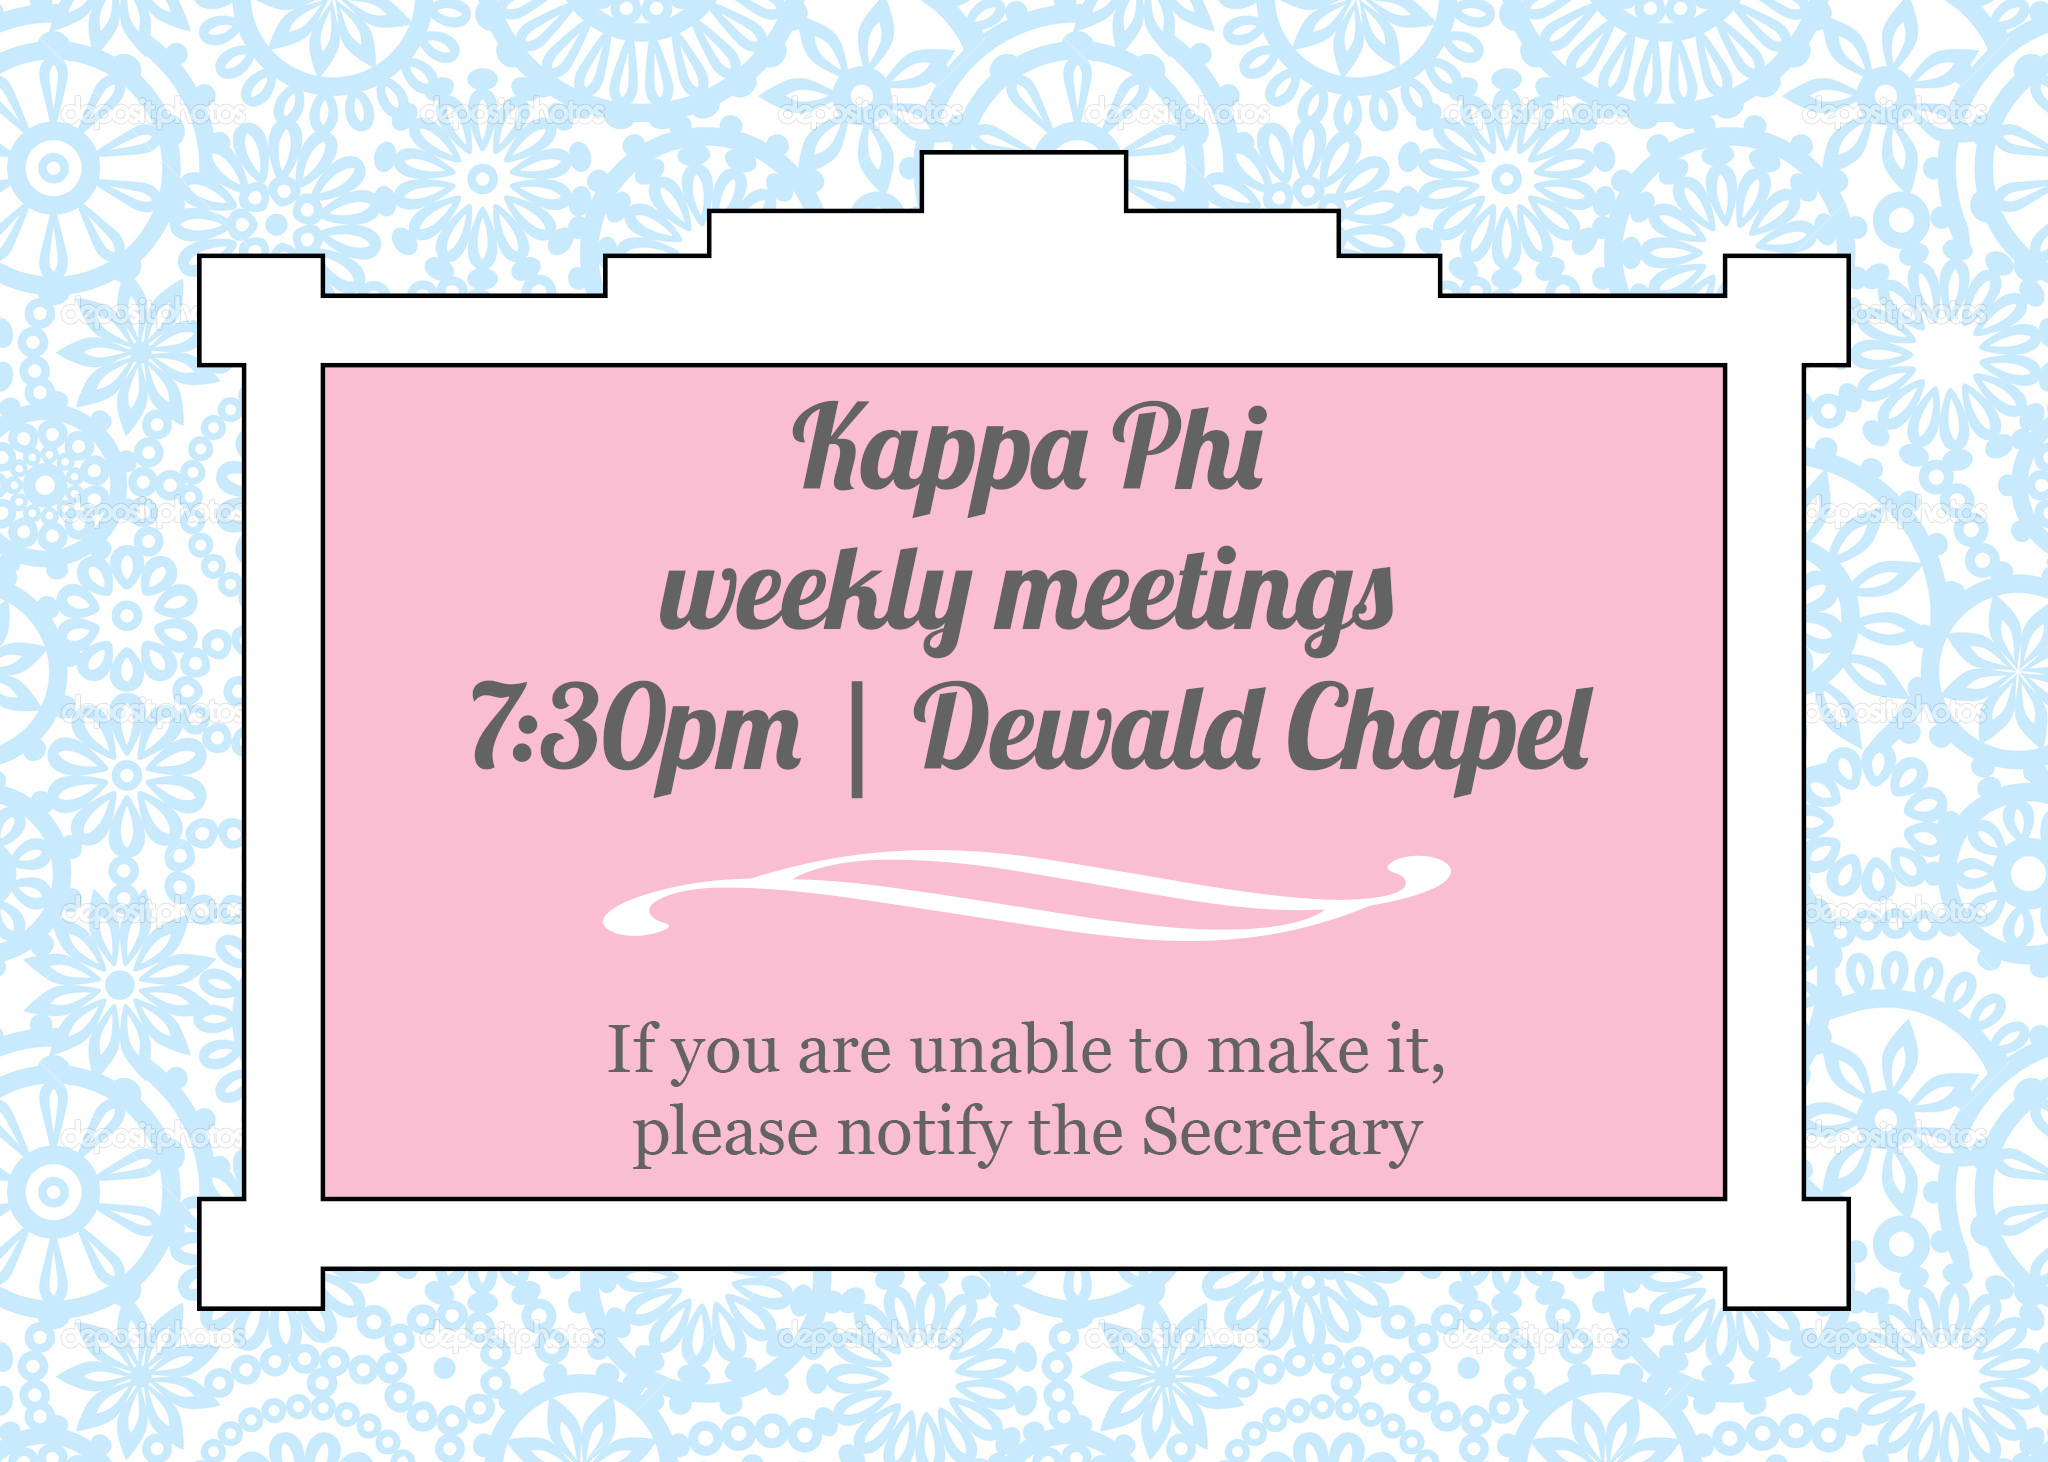 Kappa Phi
weekly meetings
7:30pm | Dewald Chapel
If you are unable to make it,
please notify the Secretary
depositphotos